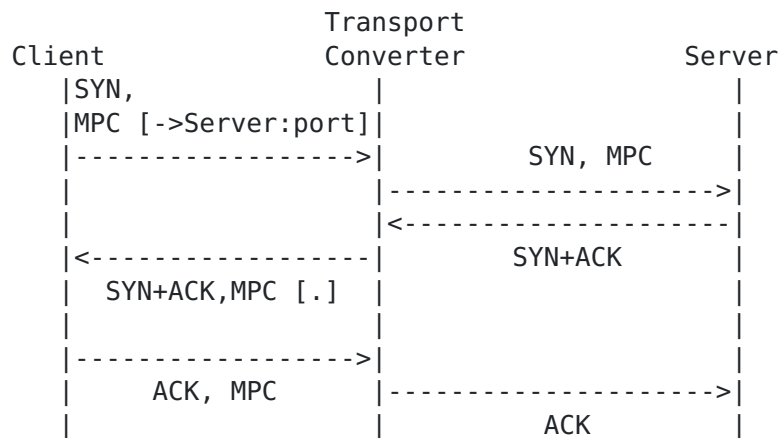 Transport
Client              Converter              Server
   |SYN,               |                      |
   |MPC [->Server:port]|                      |
   |------------------>|         SYN, MPC     |
   |                   |--------------------->|
   |                   |<---------------------|
   |<------------------|        SYN+ACK       |
   |  SYN+ACK,MPC [.]  |                      |
   |                   |                      |
   |------------------>|                      |
   |     ACK, MPC      |--------------------->|
   |                   |          ACK         |